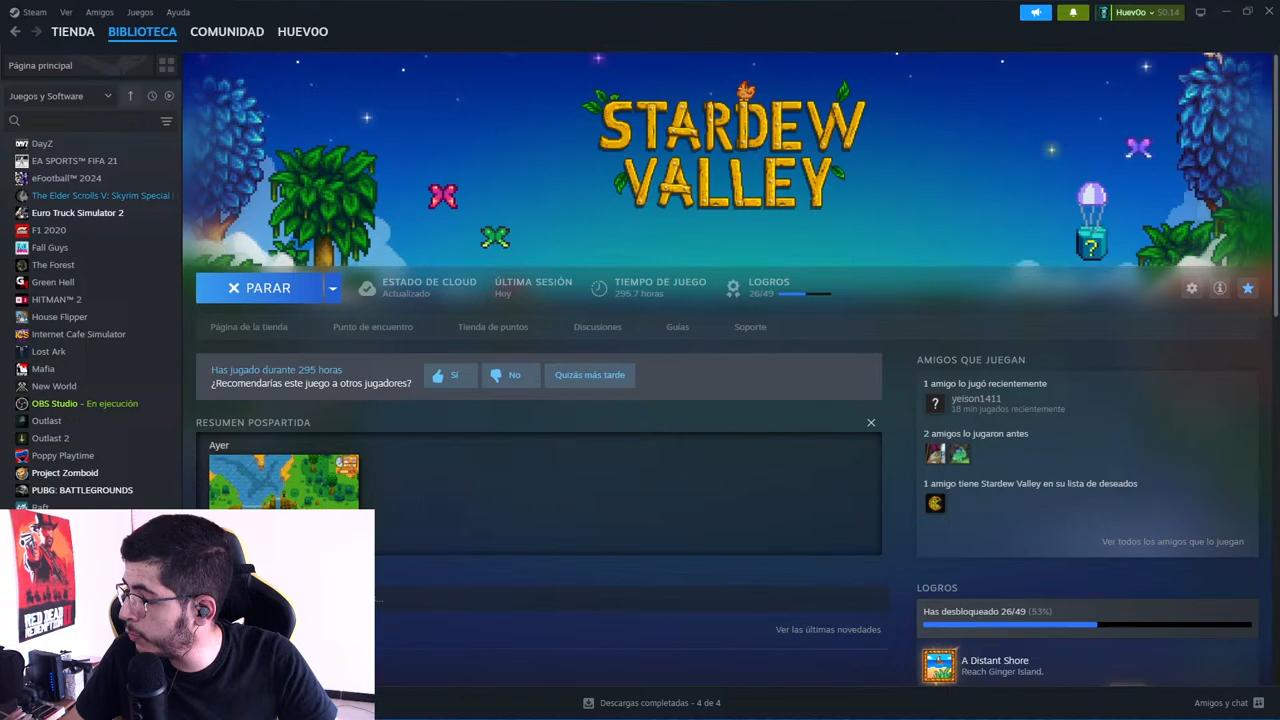 Steam Ver Amigos Juegos Ayuda
Huev0o $0.14
TIENDA BIBLIOTECA COMUNIDAD HUEV0O
Página principal
Juegos y Software
DayZ
EA SPORTS™ FIFA 21
eFootball™ 2024
The Elder Scrolls V: Skyrim Special
Euro Truck Simulator 2
F1 2020
Fall Guys
The Forest
Green Hell
HITMAN™ 2
House Flipper
Internet Cafe Simulator
Lost Ark
Mafia
New World
OBS Studio - En ejecución
Outlast
Outlast 2
Poppy Playtime
Project Zomboid
PUBG: BATTLEGROUNDS
Raft
STARDEW
VALLEY
?
PARAR
ESTADO DE CLOUD
Actualizado
ÚLTIMA SESIÓN
Hoy
TIEMPO DE JUEGO
295.7 horas
LOGROS
26/49
Página de la tienda Punto de encuentro Tienda de puntos Discusiones Guías Soporte
Has jugado durante 295 horas
¿Recomendarías este juego a otros jugadores?
Sí No Quizás más tarde
RESUMEN POSPARTIDA
Ayer
Ver las últimas novedades
AMIGOS QUE JUEGAN
1 amigo lo jugó recientemente
?
yeison1411
18 min jugados recientemente
2 amigos lo jugaron antes
1 amigo tiene Stardew Valley en su lista de deseados
Ver todos los amigos que lo juegan
LOGROS
Has desbloqueado 26/49 (53%)
A Distant Shore
Reach Ginger Island.
RED DEAD
REDEMPTION
Descargas completadas - 4 de 4
Amigos y chat